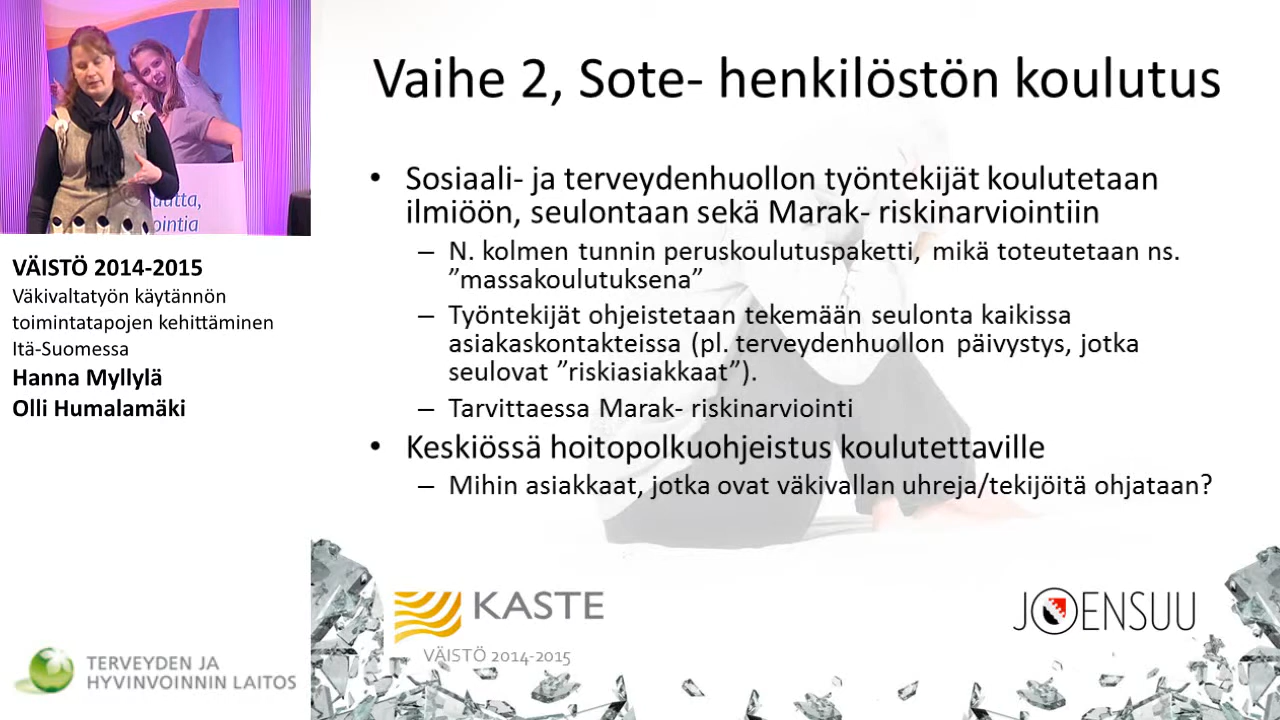 Vaihe 2, Sote- henkilöstön koulutus
• Sosiaali- ja terveydenhuollon työntekijät koulutetaan
ilmiöön, seulontaan sekä Marak- riskinarviointiin
– N. kolmen tunnin peruskoulutuspaketti, mikä toteutetaan ns.
”massakoulutuksena”
– Työntekijät ohjeistetaan tekemään seulonta kaikissa
asiakaskontakteissa (pl. terveydenhuollon päivystys, jotka
seulovat ”riskiasiakkaat”).
– Tarvittaessa Marak- riskinarviointi
• Keskiössä hoitopolkuohjeistus koulutettaville
– Mihin asiakkaat, jotka ovat väkivallan uhreja/tekijöitä ohjataan?
VÄISTÖ 2014-2015
Väkivaltatyön käytännön
toimintatapojen kehittäminen
Itä-Suomessa
Hanna Myllylä
Olli Humalamäki
KASTE
VÄISTÖ 2014-2015
JOENSUU
TERVEYDEN JA
HYVINVOINNIN LAITOS